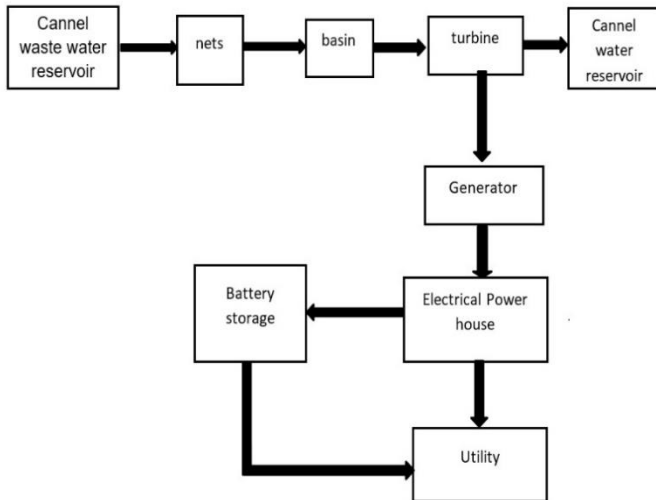 Cannel
waste water
reservoir
nets
basin
turbine
Cannel
water
reservoir
Generator
Battery
storage
Electrical Power
house
Utility